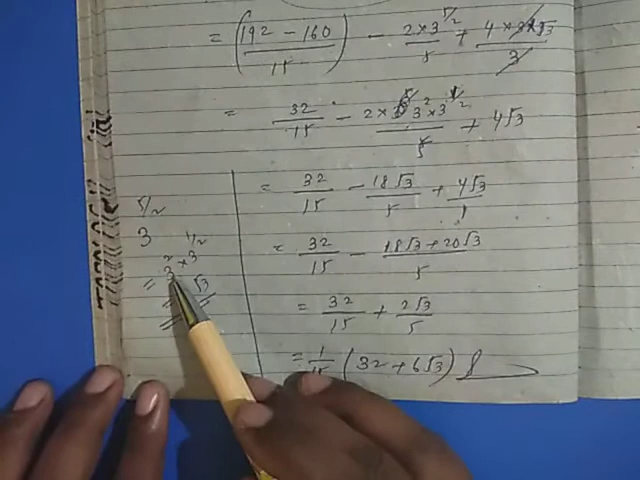 = (192 - 160 / 15) - 2×3^5/2 / 5 + 4×3√3 / 3
= 32/15 - 2×3^2×3^1/2 / 5 + 4√3
= 32/15 - 18√3/5 + 4√3/1
= 32/15 - 18√3+20√3 / 5
= 32/15 + 2√3/5
= 1/15 (32+6√3)
3^5/2
= 3^2×3^1/2
= √3